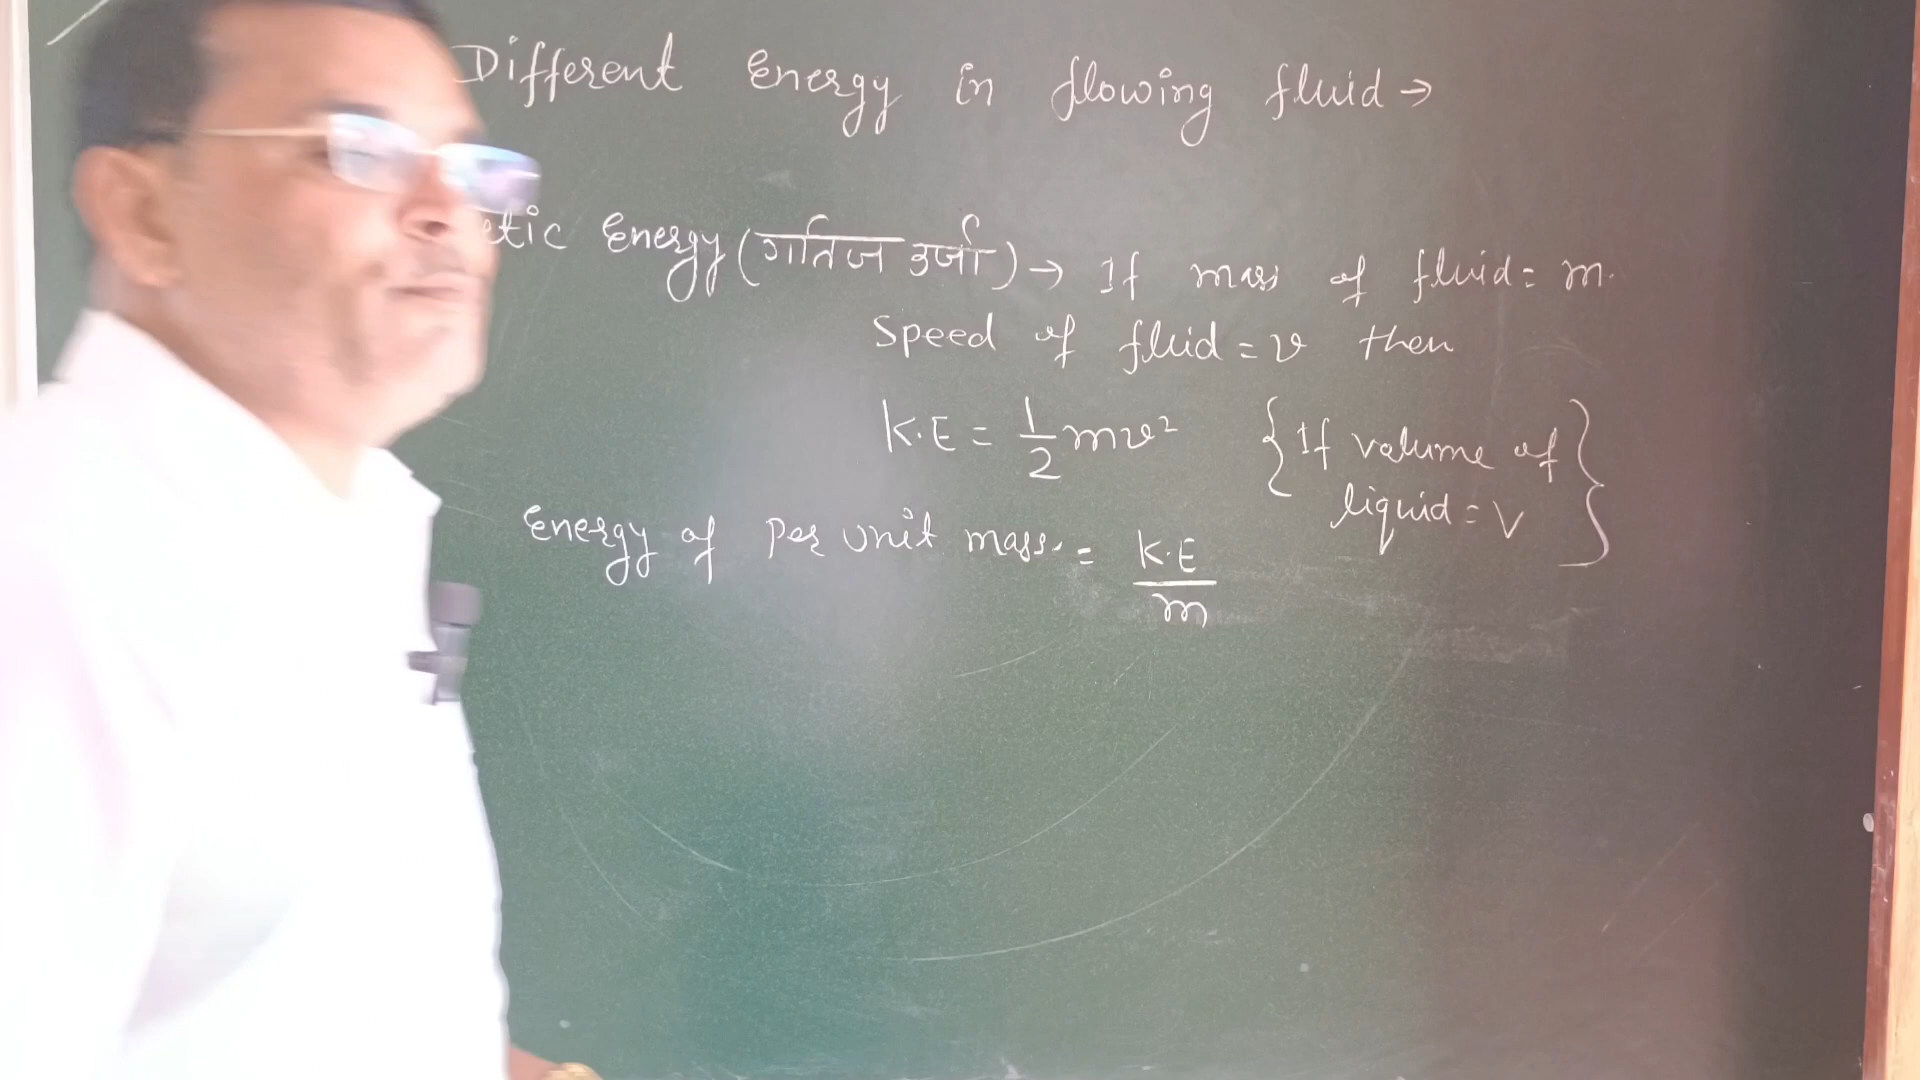 Different Energy in flowing fluid →
etic Energy (गतिज उर्जा) → If mass of fluid = m.
Speed of fluid = v then
K.E = 1/2 mv² {If volume of liquid = V}
Energy of Per unit mass. = K.E/m